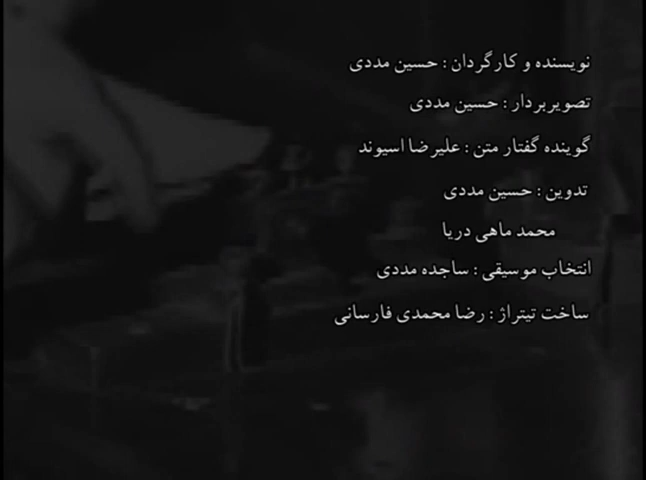 نویسنده و کارگردان : حسین مددی
تصویربردار : حسین مددی
گوینده گفتار متن : علیرضا اسیوند
تدوین : حسین مددی
محمد ماهی دریا
انتخاب موسیقی : ساجده مددی
ساخت تیتراژ : رضا محمدی فارسانی